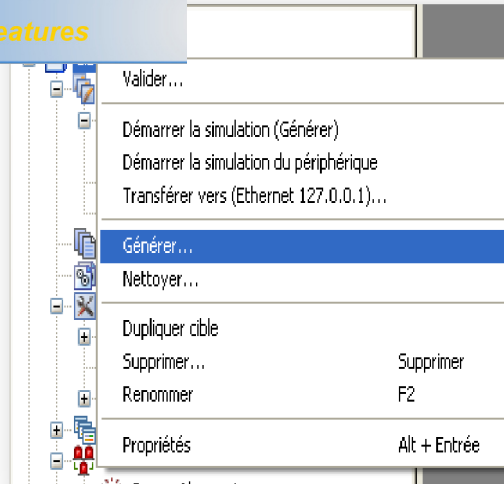 eatures
Valider...
Démarrer la simulation (Générer)
Démarrer la simulation du périphérique
Transférer vers (Ethernet 127.0.0.1)...
Générer...
Nettoyer...
Dupliquer cible
Supprimer... Supprimer
Renommer F2
Propriétés Alt + Entrée